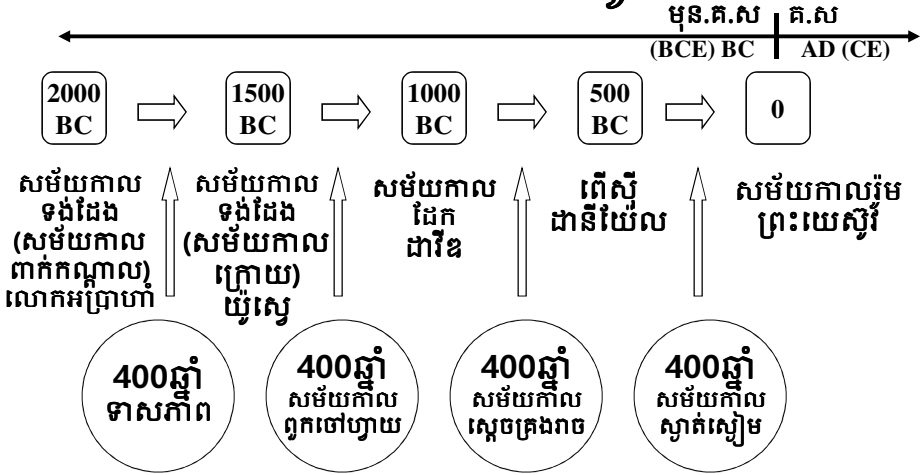 មុន.គ.ស គ.ស
(BCE) BC AD (CE)
2000
BC
1500
BC
1000
BC
500
BC
0
សម័យកាល
ទង់ដែង
(សម័យកាល
ពាក់កណ្តាល)
លោកអប្រាហាំ
សម័យកាល
ទង់ដែង
(សម័យកាល
ក្រោយ)
យ៉ូស្វេ
សម័យកាល
ដែក
ដាវីឌ
ពើស៊ី
ដានីយ៉ែល
សម័យកាលរ៉ូម
ព្រះយេស៊ូវ
400ឆ្នាំ
ទាសភាព
400ឆ្នាំ
សម័យកាល
ពួកចៅហ្វាយ
400ឆ្នាំ
សម័យកាល
ស្តេចគ្រងរាច
400ឆ្នាំ
សម័យកាល
ស្ងាត់ស្ងៀម